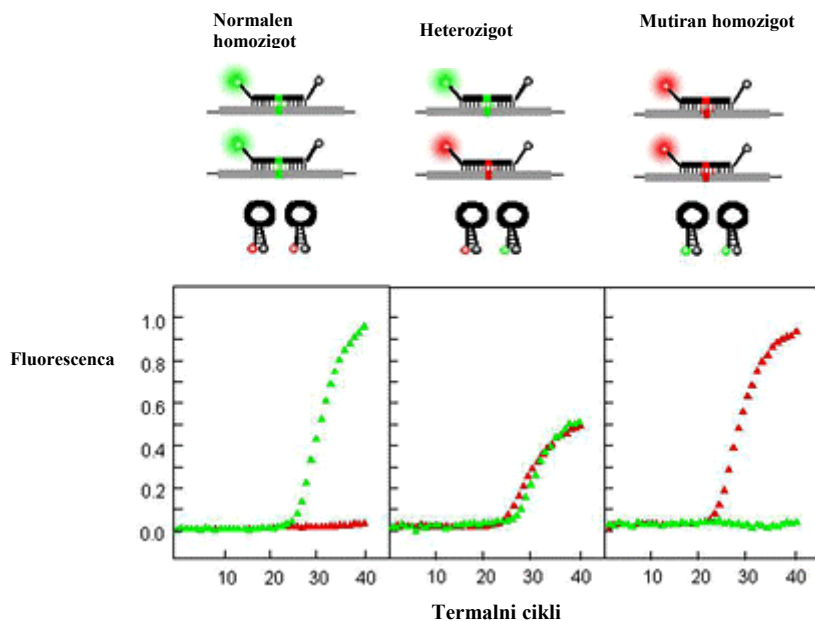 Normalen
homozigot
Heterozigot
Mutiran homozigot
Fluorescenca
1.0
0.8
0.6
0.4
0.2
0.0
10 20 30 40
10 20 30 40
10 20 30 40
Termalni cikli